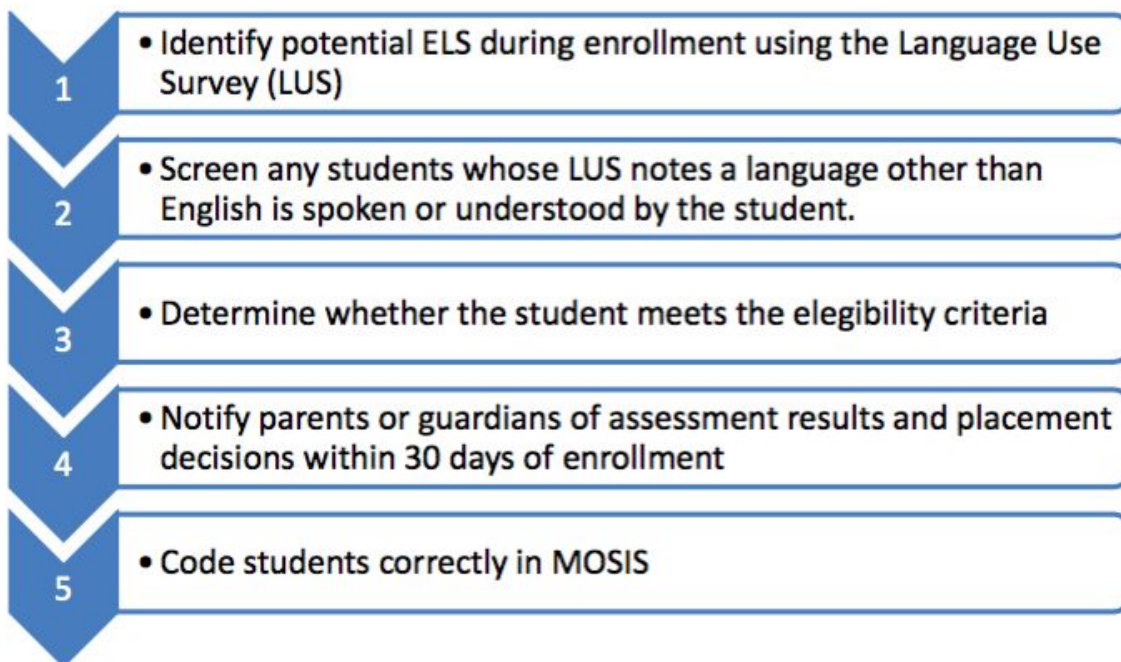 1
• Identify potential ELS during enrollment using the Language Use
Survey (LUS)
2
• Screen any students whose LUS notes a language other than
English is spoken or understood by the student.
3
• Determine whether the student meets the elegibility criteria
4
• Notify parents or guardians of assessment results and placement
decisions within 30 days of enrollment
5
• Code students correctly in MOSIS